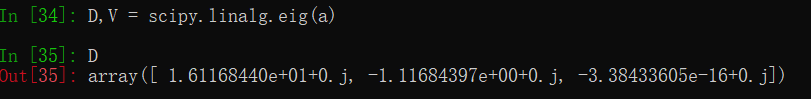 In [34]: D,V = scipy.linalg.eig(a)
In [35]: D
Out[35]: array([ 1.61168440e+01+0.j, -1.11684397e+00+0.j, -3.38433605e-16+0.j])